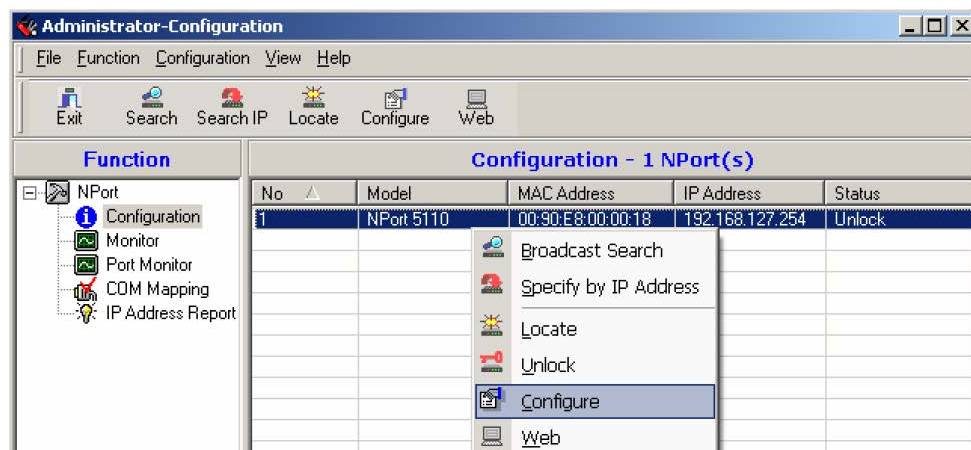 Administrator-Configuration
File Function Configuration View Help
Exit Search Search IP Locate Configure Web
Function
Configuration - 1 NPort(s)
NPort
Configuration
Monitor
Port Monitor
COM Mapping
IP Address Report
No Model MAC Address IP Address Status
1 NPort 5110 00:90:E8:00:00:18 192.168.127.254 Unlock
Broadcast Search
Specify by IP Address
Locate
Unlock
Configure
Web